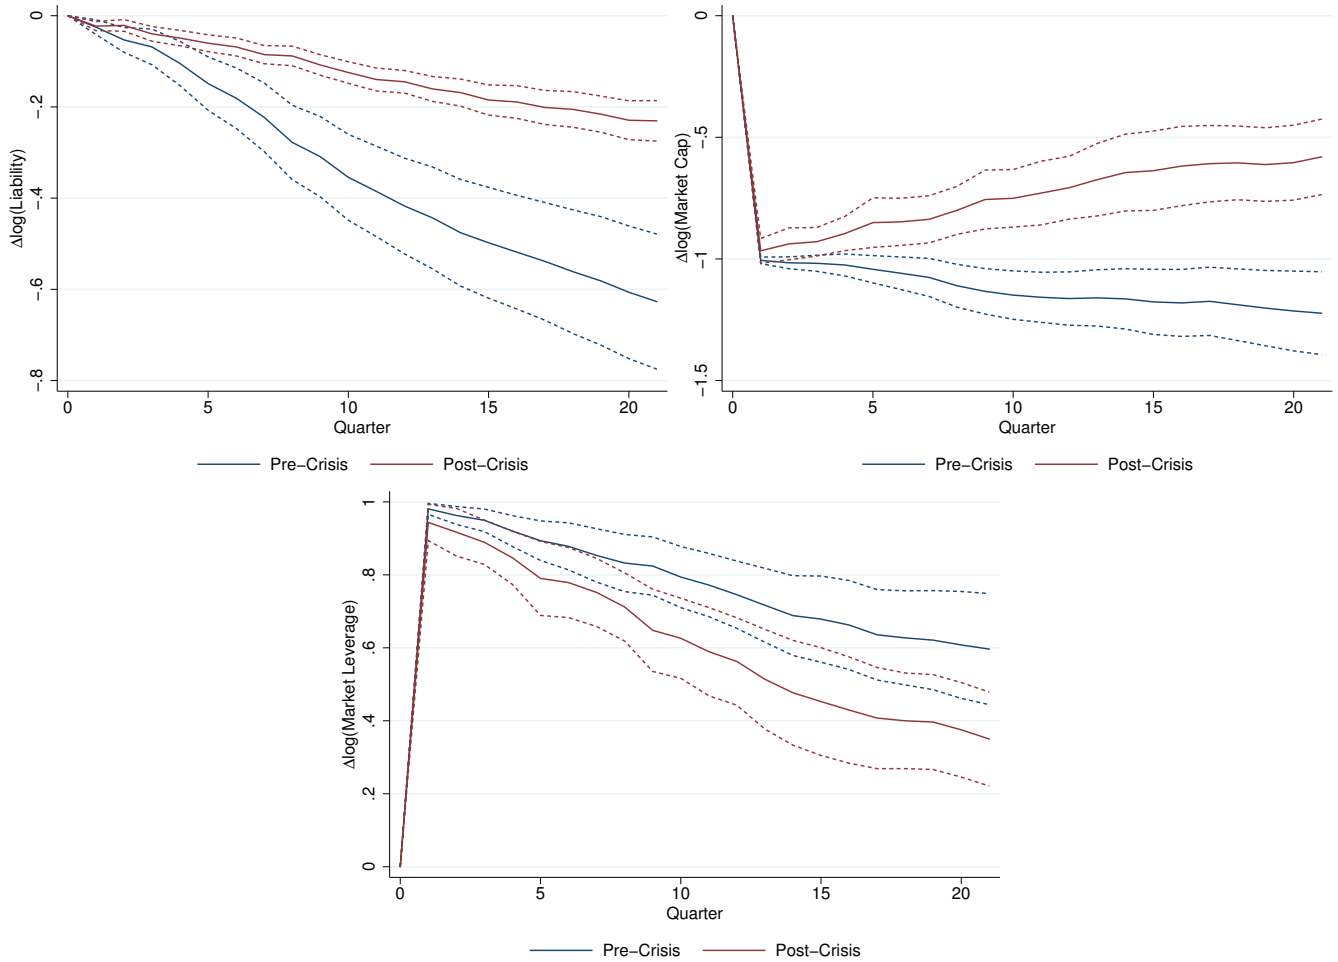 Δlog(Liability)
0
−.2
−.4
−.6
−.8
0 5 10 15 20
Quarter
Pre−Crisis Post−Crisis
Δlog(Market Cap)
0
−.5
−1
−1.5
0 5 10 15 20
Quarter
Pre−Crisis Post−Crisis
Δlog(Market Leverage)
1
.8
.6
.4
.2
0
0 5 10 15 20
Quarter
Pre−Crisis Post−Crisis